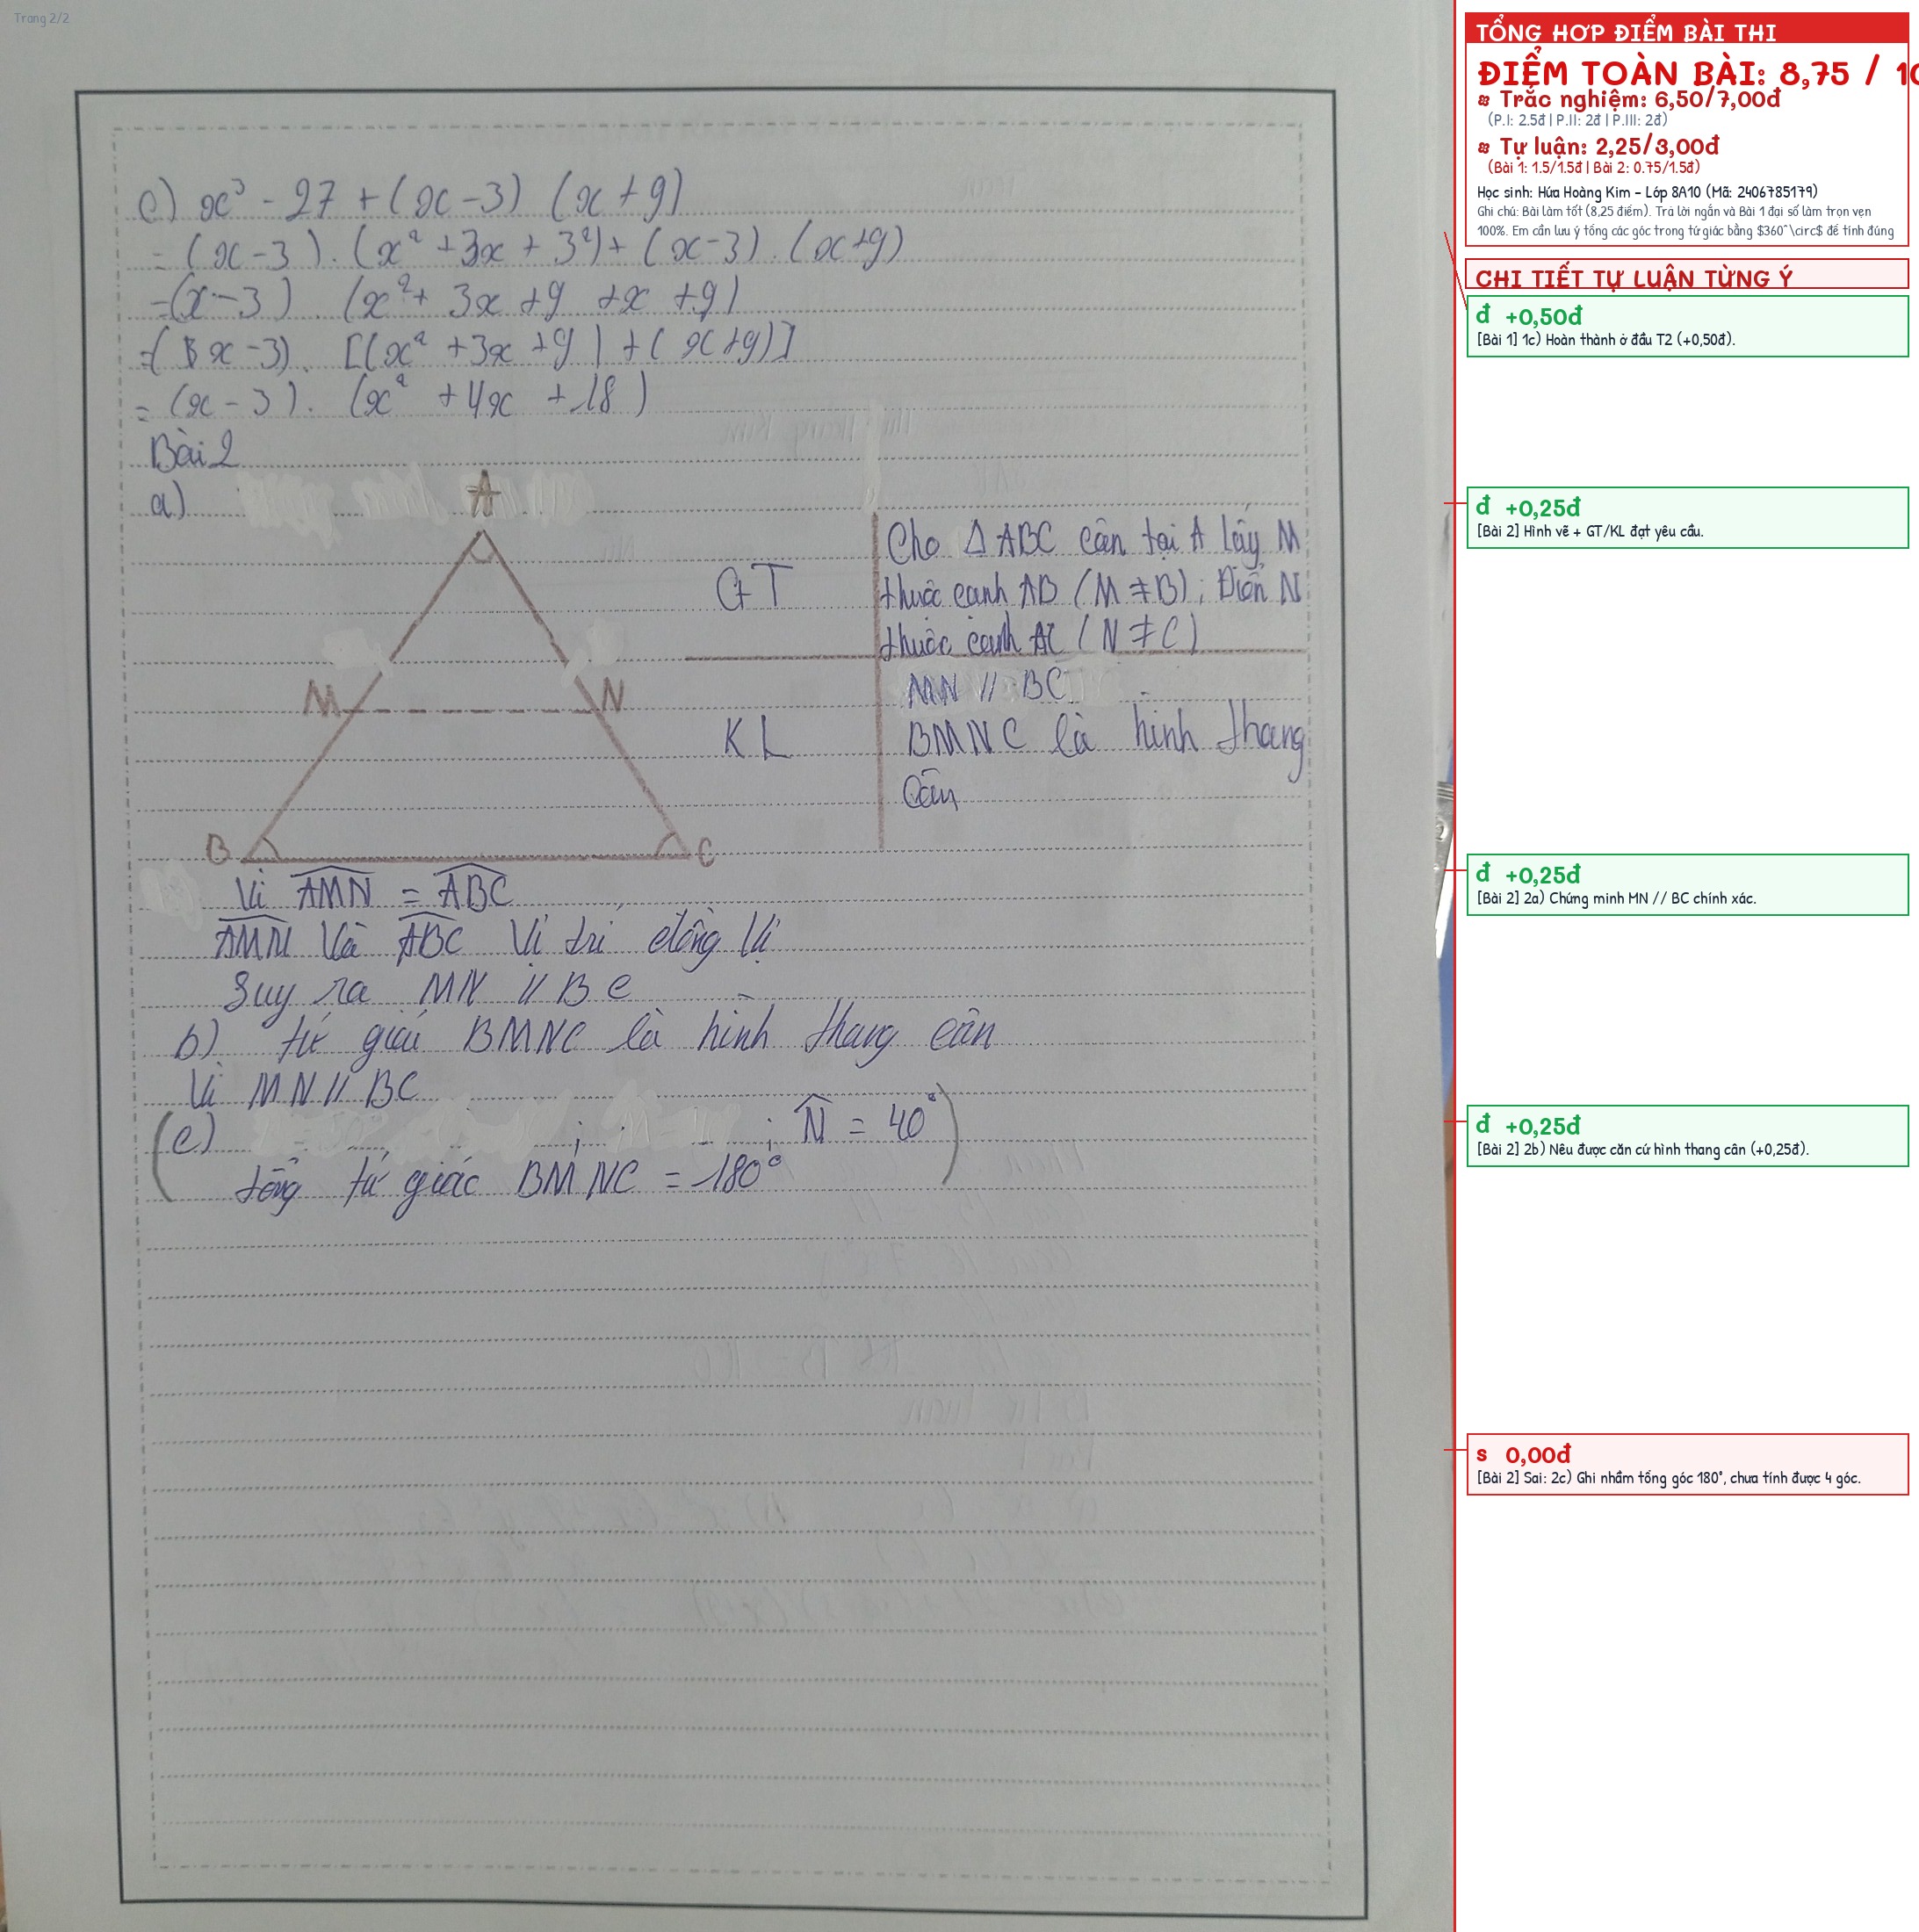 Trang 2/2
c) x³ - 27 + (x - 3) (x + 9)
= (x - 3) . (x² + 3x + 3²) + (x - 3) . (x + 9)
= (x - 3) . (x² + 3x + 9 + x + 9)
= ( x - 3) . [(x² + 3x + 9) + (x + 9)]
= (x - 3) . (x² + 4x + 18)
Bài 2
a)
A
M
N
B
C
GT
Cho Δ ABC cân tại A lấy M
thuộc cạnh AB (M ≠ B); Điểm N
thuộc cạnh AC (N ≠ C)
KL
MN // BC
BMNC là hình thang
cân
Vì AMN = ABC
AMN Và ABC Vị trí đồng Vị
Suy ra MN // BC
b) tứ giác BMNC là hình thang cân
Vì MN // BC
(c) ; ; N̂ = 40°)
tổng tứ giác BMNC = 180°
TỔNG HỢP ĐIỂM BÀI THI
ĐIỂM TOÀN BÀI: 8,75 / 10
Trắc nghiệm: 6,50/7,00đ
(P.I: 2.5đ | P.II: 2đ | P.III: 2đ)
Tự luận: 2,25/3,00đ
(Bài 1: 1.5/1.5đ | Bài 2: 0.75/1.5đ)
Học sinh: Hứa Hoàng Kim - Lớp 8A10 (Mã: 2406785179)
Ghi chú: Bài làm tốt (8,25 điểm). Trả lời ngắn và Bài 1 đại số làm trọn vẹn
100%. Em cần lưu ý tổng các góc trong tứ giác bằng $360^\circ$ để tính đúng
CHI TIẾT TỰ LUẬN TỪNG Ý
đ +0,50đ
[Bài 1] 1c) Hoàn thành ở đầu T2 (+0,50đ).
đ +0,25đ
[Bài 2] Hình vẽ + GT/KL đạt yêu cầu.
đ +0,25đ
[Bài 2] 2a) Chứng minh MN // BC chính xác.
đ +0,25đ
[Bài 2] 2b) Nêu được căn cứ hình thang cân (+0,25đ).
s 0,00đ
[Bài 2] Sai: 2c) Ghi nhầm tổng góc 180°, chưa tính được 4 góc.